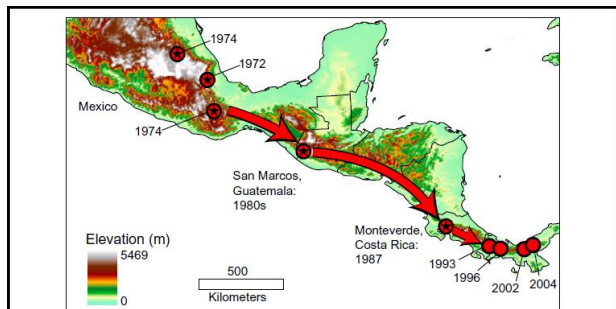 1974
1972
Mexico
1974
San Marcos,
Guatemala:
1980s
Monteverde,
Costa Rica:
1987
1993
1996
2002
2004
Elevation (m)
5469
0
500
Kilometers